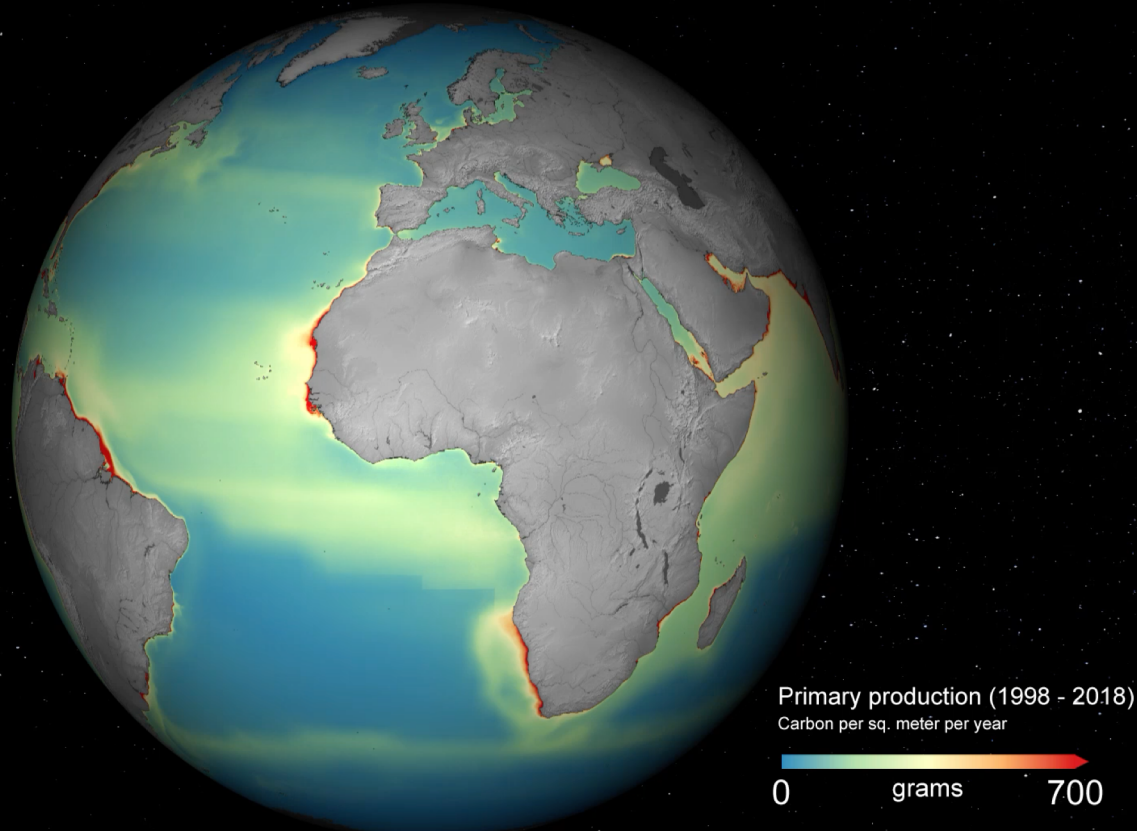 Primary production (1998 - 2018)
Carbon per sq. meter per year
0 grams 700